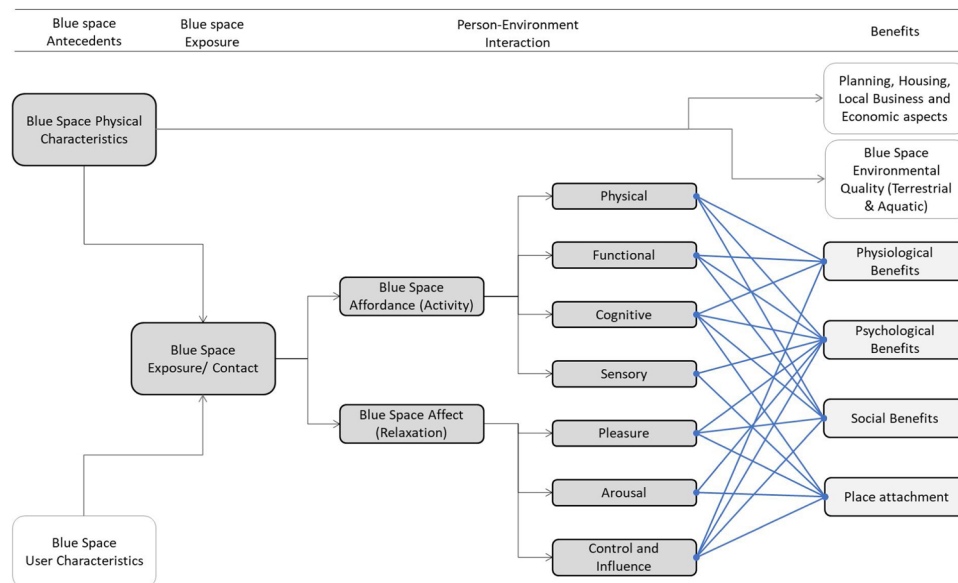 Blue space
Antecedents
Blue space
Exposure
Person-Environment
Interaction
Benefits
Blue Space Physical
Characteristics
Planning, Housing,
Local Business and
Economic aspects
Blue Space
Environmental
Quality (Terrestrial
& Aquatic)
Physical
Functional
Cognitive
Sensory
Pleasure
Arousal
Control and
Influence
Blue Space
Affordance (Activity)
Blue Space Affect
(Relaxation)
Blue Space
Exposure/ Contact
Blue Space
User Characteristics
Physiological
Benefits
Psychological
Benefits
Social Benefits
Place attachment